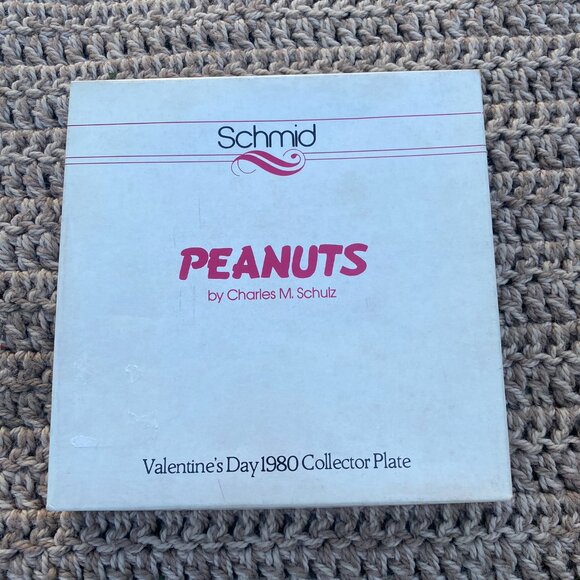 Schmid
PEANUTS
by Charles M. Schulz
Valentine's Day 1980 Collector Plate